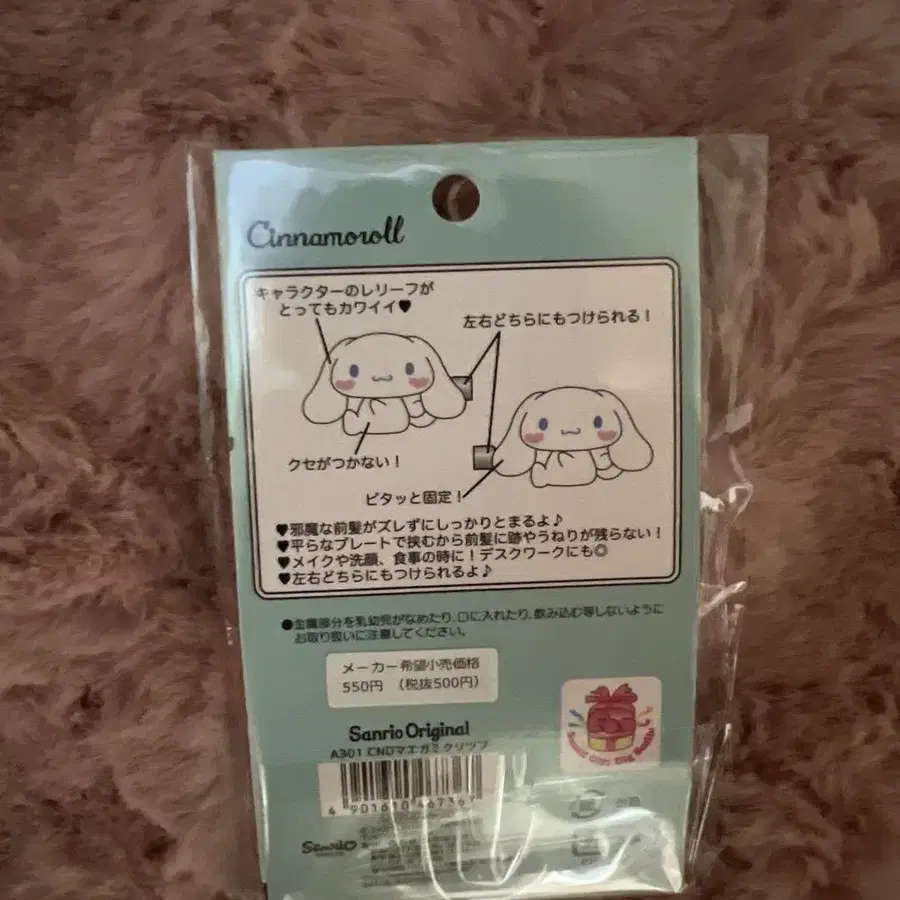 Cinnamoroll
キャラクターのレリーフが
とってもカワイイ♥
左右どちらにもつけられる！
クセがつかない！
ピタッと固定！
♥邪魔な前髪がズレずにしっかりとまるよ♪
♥平らなプレートで挟むから前髪に跡やうねりが残らない！
♥メイクや洗顔、食事の時に！デスクワークにも◎
♥左右どちらにもつけられるよ♪
●金属部分を乳幼児がなめたり、口に入れたり、飲み込む等しないように
お取り扱いに注意してください。
メーカー希望小売価格
550円 （税抜500円）
Sanrio Original
A301 CNDマエガミクリップ
4 901610 467367
Sanrio